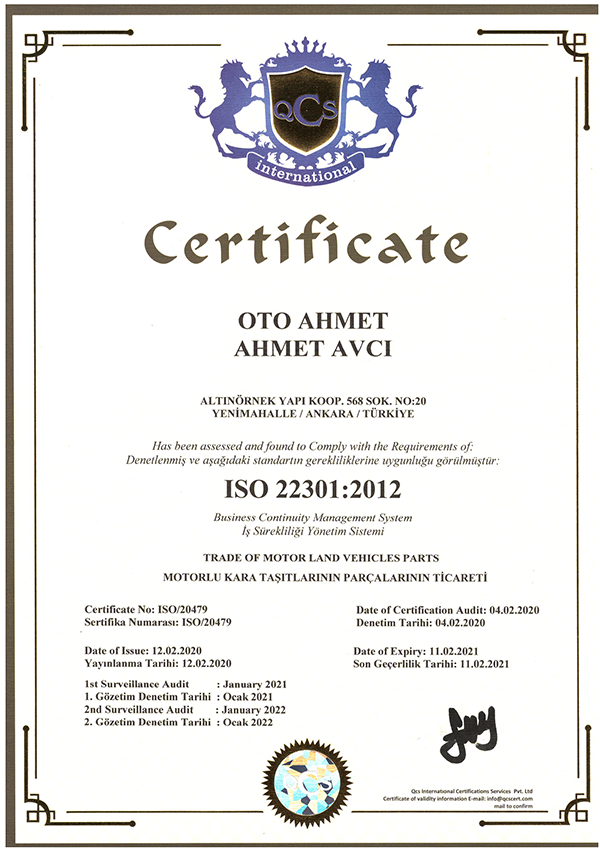 QCS
international
Certificate
OTO AHMET
AHMET AVCI
ALTINÖRNEK YAPI KOOP. 568 SOK. NO:20
YENİMAHALLE / ANKARA / TÜRKİYE
Has been assessed and found to Comply with the Requirements of:
Denetlenmiş ve aşağıdaki standartın gerekliliklerine uygunluğu görülmüştür:
ISO 22301:2012
Business Continuity Management System
İş Sürekliliği Yönetim Sistemi
TRADE OF MOTOR LAND VEHICLES PARTS
MOTORLU KARA TAŞITLARININ PARÇALARININ TİCARETİ
Certificate No: ISO/20479
Sertifika Numarası: ISO/20479
Date of Certification Audit: 04.02.2020
Denetim Tarihi: 04.02.2020
Date of Issue: 12.02.2020
Yayınlanma Tarihi: 12.02.2020
Date of Expiry: 11.02.2021
Son Geçerlilik Tarihi: 11.02.2021
1st Surveillance Audit : January 2021
1. Gözetim Denetim Tarihi : Ocak 2021
2nd Surveillance Audit : January 2022
2. Gözetim Denetim Tarihi : Ocak 2022
Qcs International Certifications Services Pvt. Ltd
Certificate of validity information E-mail: info@qcscert.com
mail to confirm